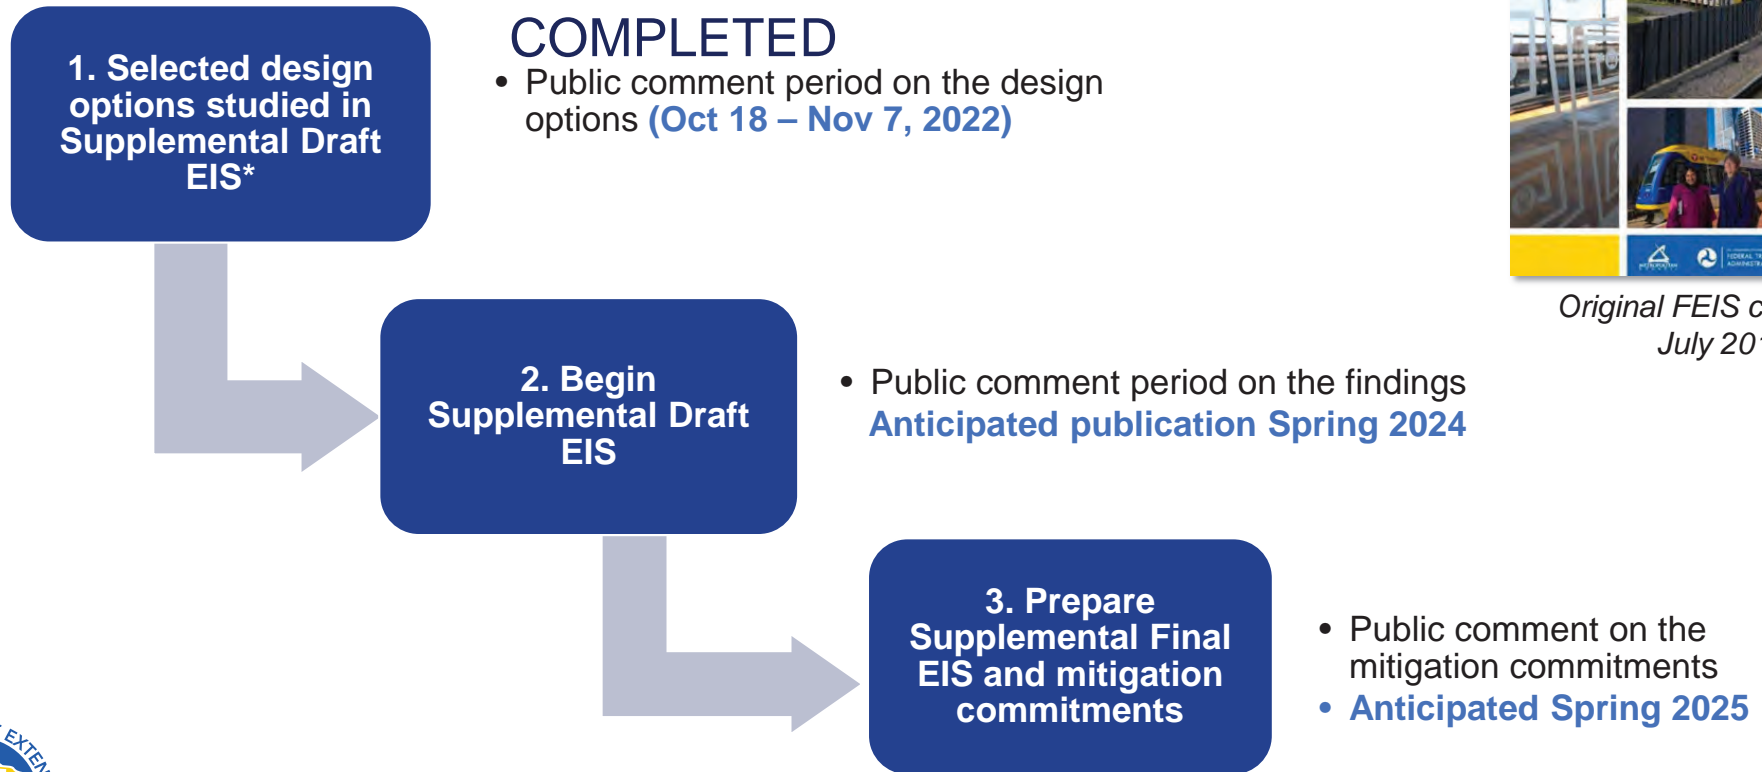 1. Selected design
options studied in
Supplemental Draft
EIS*
COMPLETED
• Public comment period on the design
options (Oct 18 – Nov 7, 2022)
Original FEIS
July
2. Begin
Supplemental Draft
EIS
• Public comment period on the findings
Anticipated publication Spring 2024
3. Prepare
Supplemental Final
EIS and mitigation
commitments
• Public comment on the
mitigation commitments
• Anticipated Spring 2025